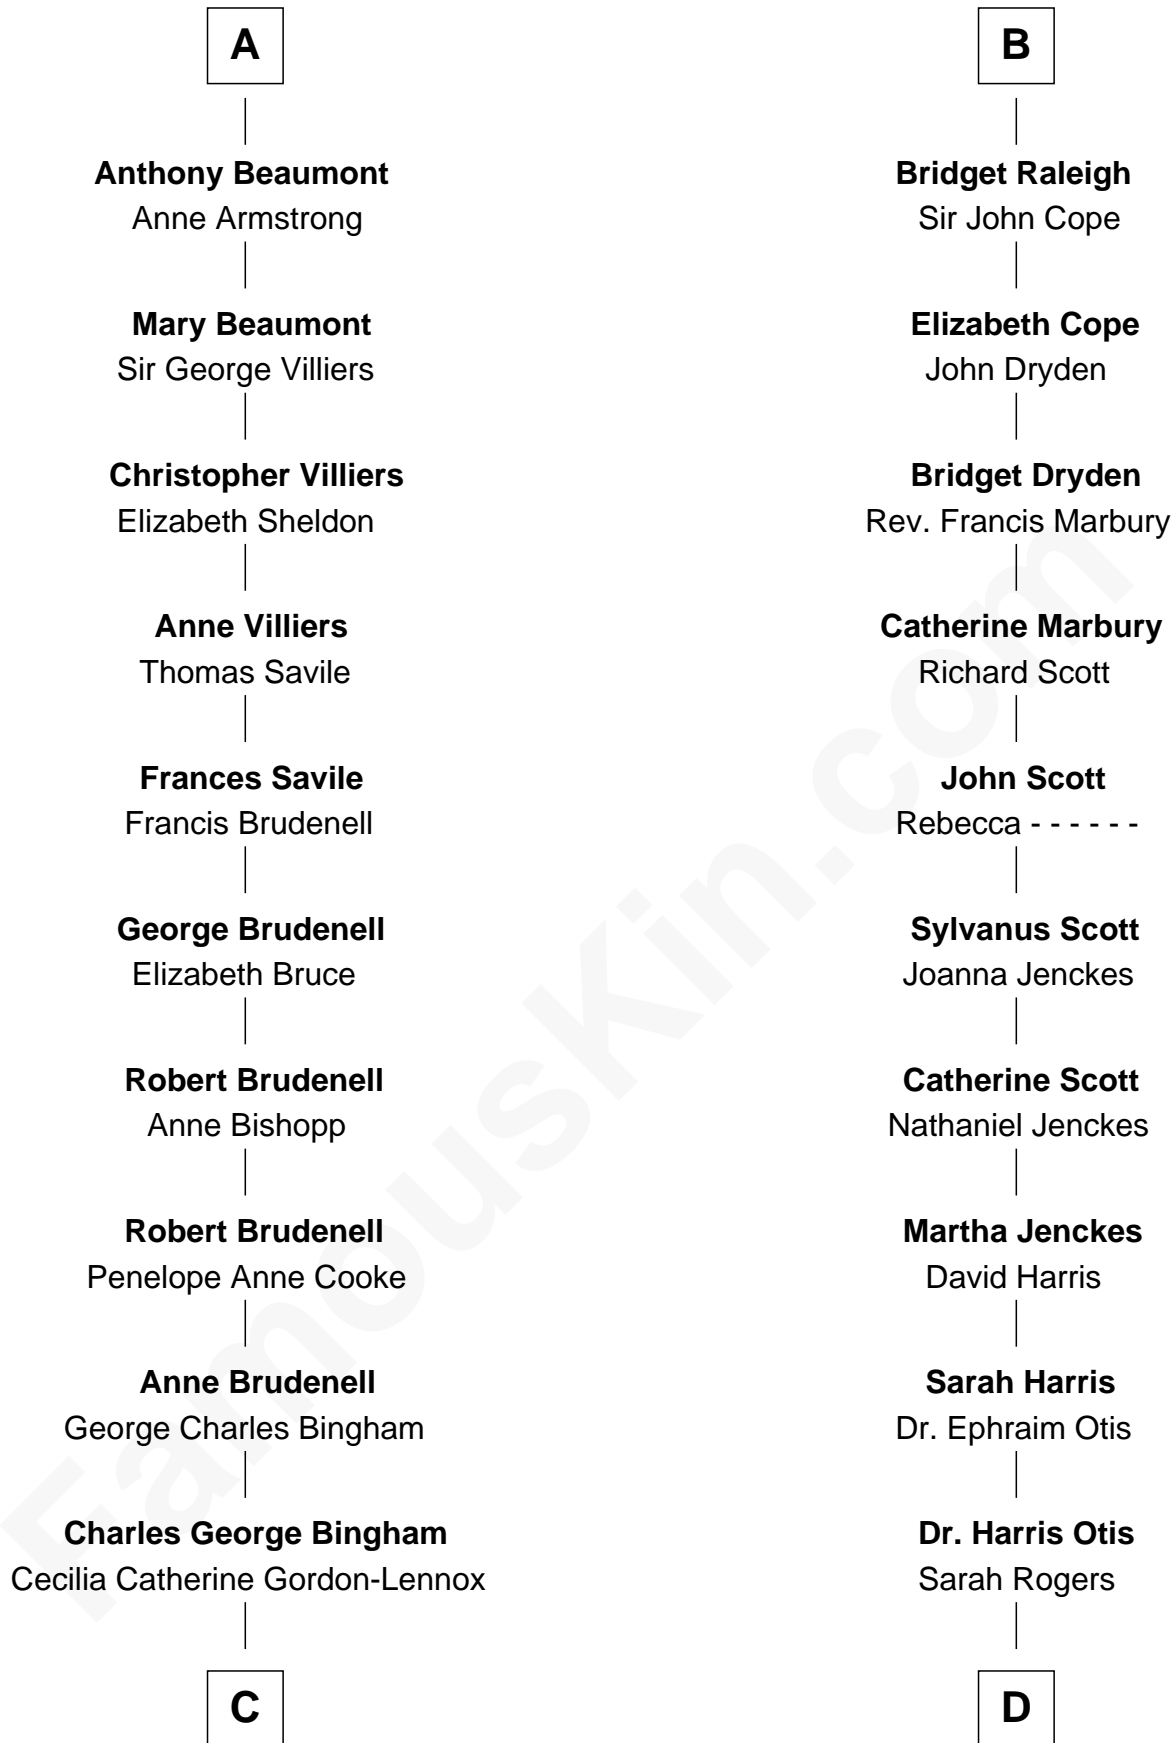 A
Anthony Beaumont
Anne Armstrong
Mary Beaumont
Sir George Villiers
Christopher Villiers
Elizabeth Sheldon
Anne Villiers
Thomas Savile
Frances Savile
Francis Brudenell
George Brudenell
Elizabeth Bruce
Robert Brudenell
Anne Bishopp
Robert Brudenell
Penelope Anne Cooke
Anne Brudenell
George Charles Bingham
Charles George Bingham
Cecilia Catherine Gordon-Lennox
C
B
Bridget Raleigh
Sir John Cope
Elizabeth Cope
John Dryden
Bridget Dryden
Rev. Francis Marbury
Catherine Marbury
Richard Scott
John Scott
Rebecca - - - - - -
Sylvanus Scott
Joanna Jenckes
Catherine Scott
Nathaniel Jenckes
Martha Jenckes
David Harris
Sarah Harris
Dr. Ephraim Otis
Dr. Harris Otis
Sarah Rogers
D
FamousKin.com